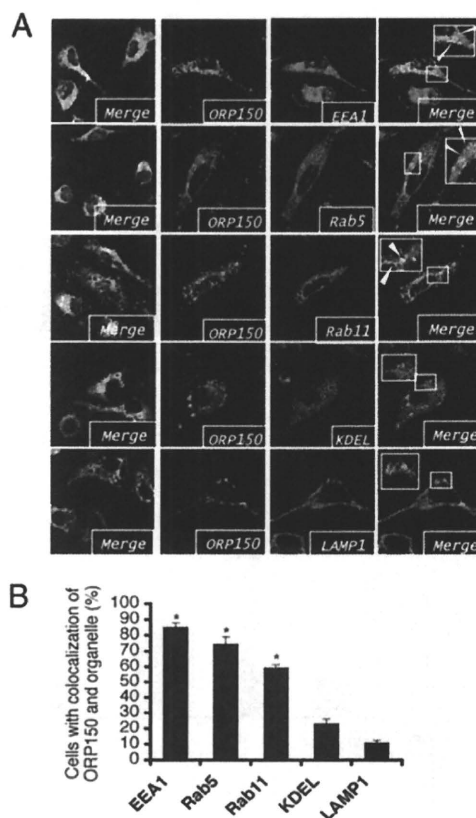 A
Merge ORP150 EEA1 Merge
Merge ORP150 Rab5 Merge
Merge ORP150 Rab11 Merge
Merge ORP150 KDEL Merge
Merge ORP150 LAMP1 Merge
B
Cells with colocalization of
ORP150 and organelle (%)
90
80
70
60
50
40
30
20
10
0
* * *
EEA1 Rab5 Rab11 KDEL LAMP1